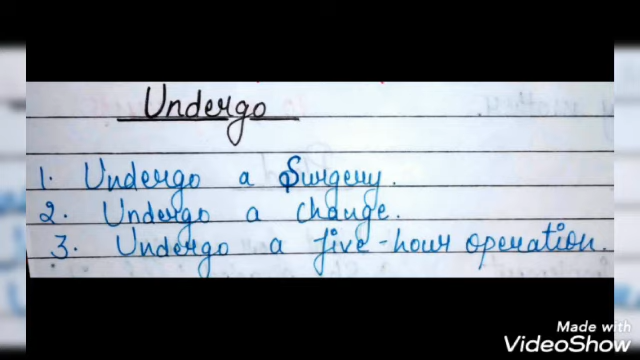 Undergo
1. Undergo a Surgery.
2. Undergo a change.
3. Undergo a five-hour operation.
Made with
VideoShow